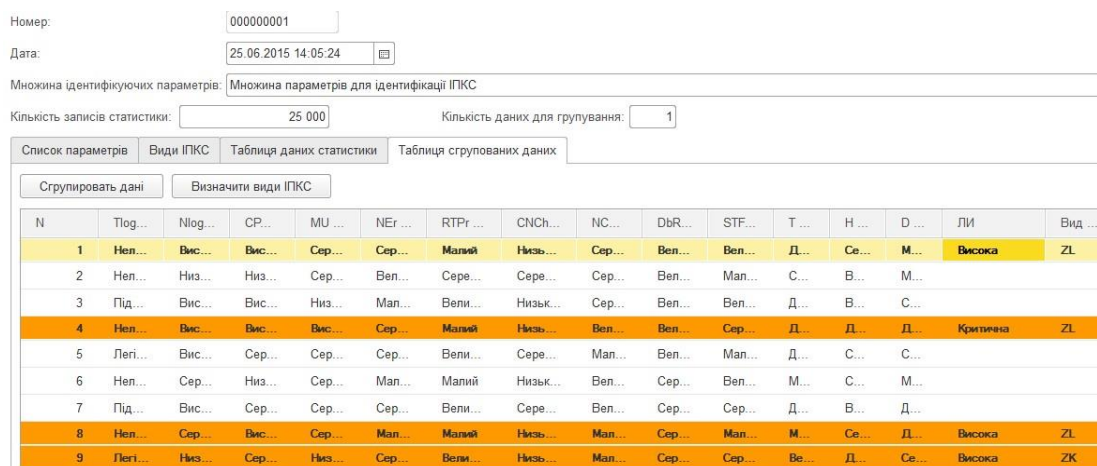 Номер: 000000001
Дата: 25.06.2015 14:05:24
Множина ідентифікуючих параметрів: Множина параметрів для ідентифікації ІПКС
Кількість записів статистики: 25 000 Кількість даних для групування: 1
Список параметрів Види ІПКС Таблиця даних статистики Таблиця сгрупованих даних
Сгрупировать дані Визначити види ІПКС
N Tlog... Nlog... CP... MU ... NEr ... RTPr ... CNCh... NC... DbR... STF... T ... H ... D ... ЛИ Вид ...
1 Нел... Вис... Вис... Сер... Сер... Малий Низь... Сер... Вел... Вел... Д... Се... М... Висока ZL
2 Нел... Низ... Низ... Сер... Вел... Сере... Сере... Сер... Вел... Мал... С... В... М...
3 Під... Вис... Вис... Низ... Мал... Вели... Низьк... Сер... Вел... Вел... Д... В... С...
4 Нел... Вис... Вис... Вис... Сер... Малий Низь... Вел... Вел... Сер... Д... Д... Д... Критична ZL
5 Легі... Вис... Сер... Сер... Сер... Вели... Сере... Мал... Вел... Мал... Д... С... С...
6 Нел... Сер... Низ... Сер... Мал... Малий Низьк... Вел... Сер... Вел... М... С... М...
7 Під... Вис... Сер... Сер... Сер... Вели... Сере... Вел... Сер... Сер... Д... В... Д...
8 Нел... Сер... Вис... Сер... Мал... Малий Низь... Мал... Сер... Мал... М... Се... Д... Висока ZL
9 Легі... Низ... Сер... Низ... Сер... Вели... Низь... Мал... Сер... Сер... Ве... Д... Се... Висока ZK